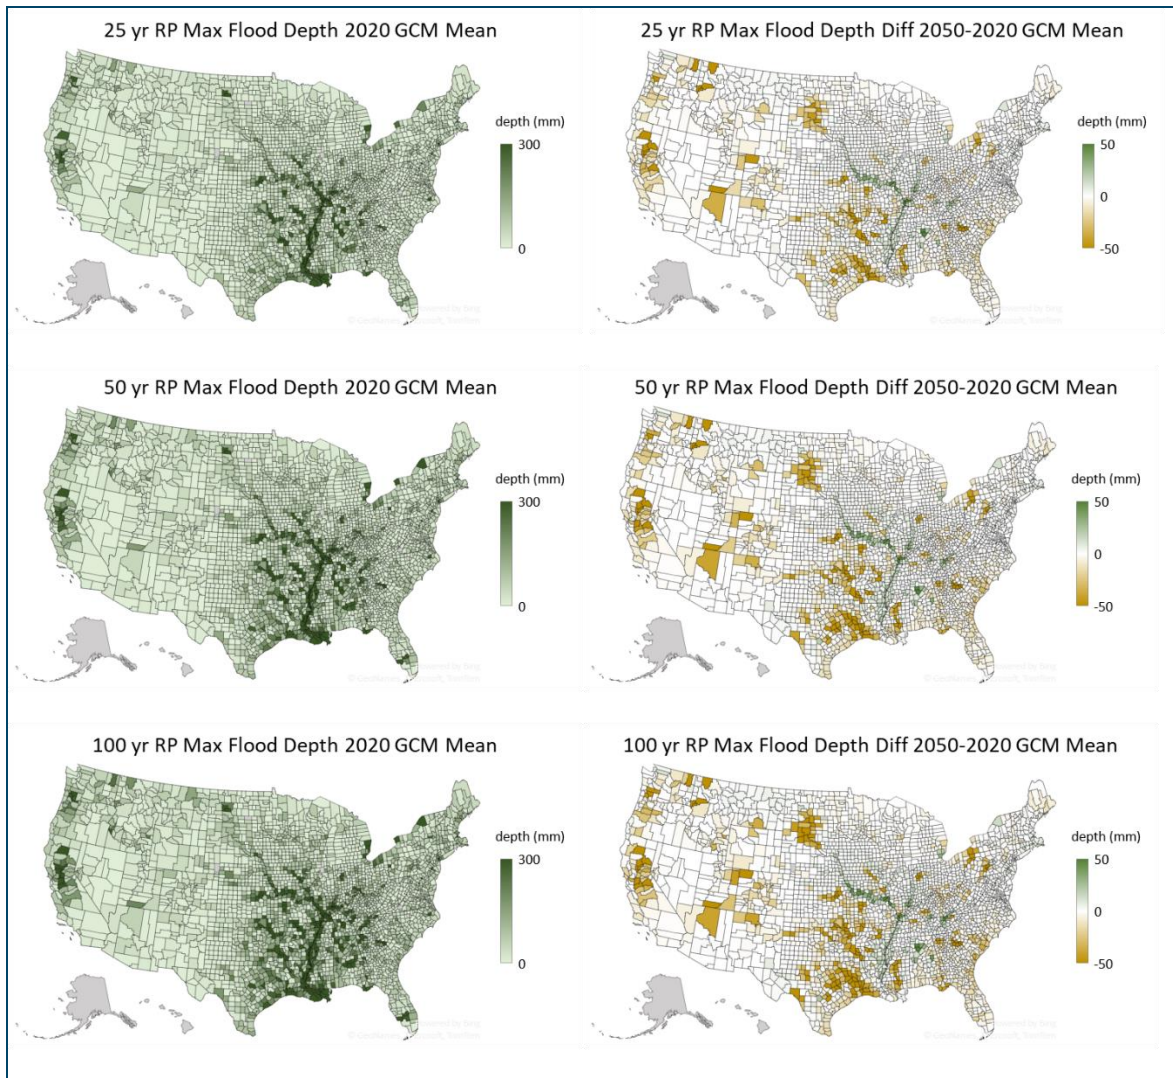 25 yr RP Max Flood Depth 2020 GCM Mean
depth (mm)
300
0
25 yr RP Max Flood Depth Diff 2050-2020 GCM Mean
depth (mm)
50
0
-50
50 yr RP Max Flood Depth 2020 GCM Mean
depth (mm)
300
0
50 yr RP Max Flood Depth Diff 2050-2020 GCM Mean
depth (mm)
50
0
-50
100 yr RP Max Flood Depth 2020 GCM Mean
depth (mm)
300
0
100 yr RP Max Flood Depth Diff 2050-2020 GCM Mean
depth (mm)
50
0
-50